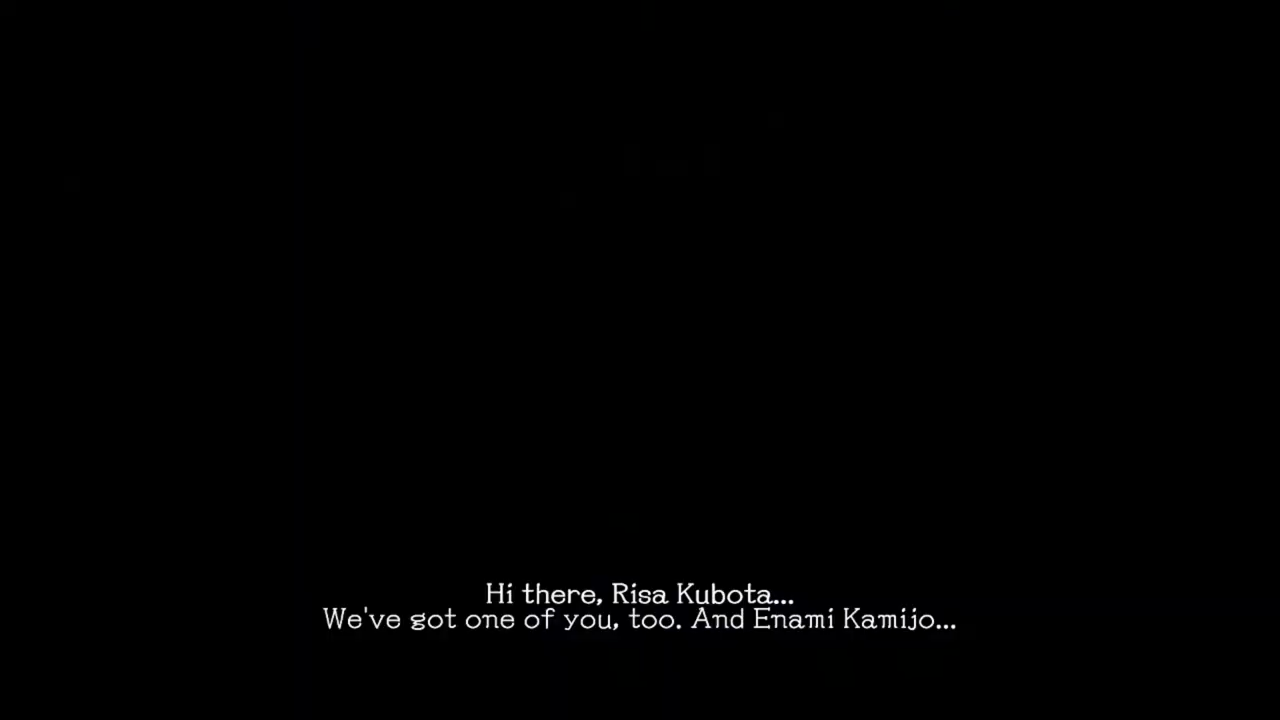 Hi there, Risa Kubota...
We've got one of you, too. And Enami Kamijo...